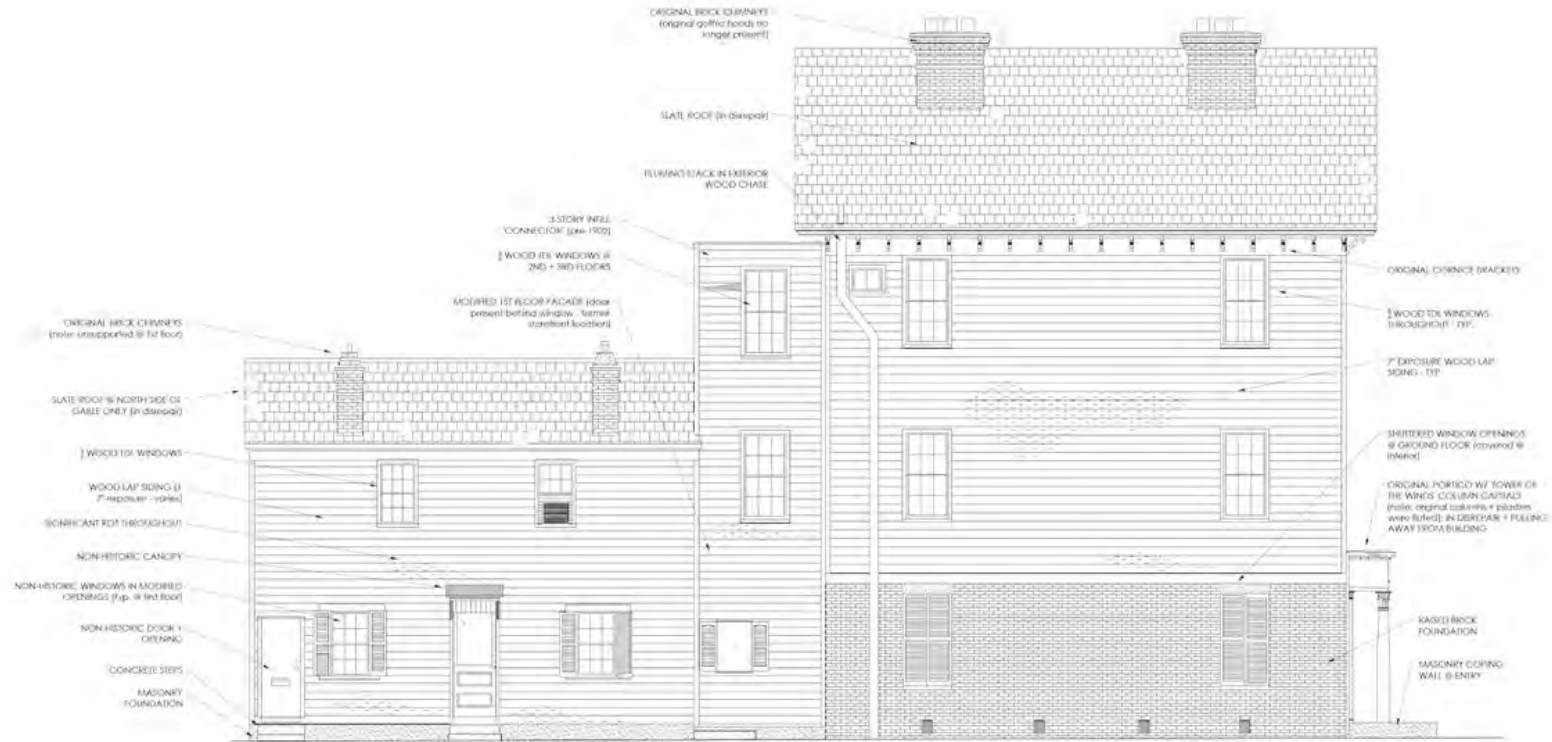 ORIGINAL BRICK CHIMNEYS
(original gothic hoods no
longer present)
SLATE ROOF (in disrepair)
PLUMING STACK IN EXTERIOR
WOOD CHASE
3-STORY INFILL
'CONNECTOR' (pre-1902)
WOOD TDL WINDOWS @
2ND + 3RD FLOORS
MODIFIED 1ST FLOOR FACADE (door
present behind window - former
storefront location)
ORIGINAL BRICK CHIMNEYS
(note: unsupported @ 1st floor)
SLATE ROOF @ NORTH SIDE OF
GABLE ONLY (in disrepair)
WOOD TDL WINDOWS
WOOD LAP SIDING
7" exposure - varies)
SIGNIFICANT ROT THROUGHOUT
NON-HISTORIC CANOPY
NON-HISTORIC WINDOWS IN MODIFIED
OPENINGS (typ. @ first floor)
NON-HISTORIC DOOR +
OPENING
CONCRETE STEPS
MASONRY
FOUNDATION
ORIGINAL CORNICE BRACKETS
WOOD TDL WINDOWS
THROUGHOUT - TYP.
7" EXPOSURE WOOD LAP
SIDING - TYP
SHUTTERED WINDOW OPENINGS
@ GROUND FLOOR (covered @
interior)
ORIGINAL PORTICO W/ TOWER OF
THE WINDS COLUMN CAPITALS
(note: original columns + pilasters
were fluted); IN DISREPAIR + PULLING
AWAY FROM BUILDING
RAISED BRICK
FOUNDATION
MASONRY COPING
WALL @ ENTRY